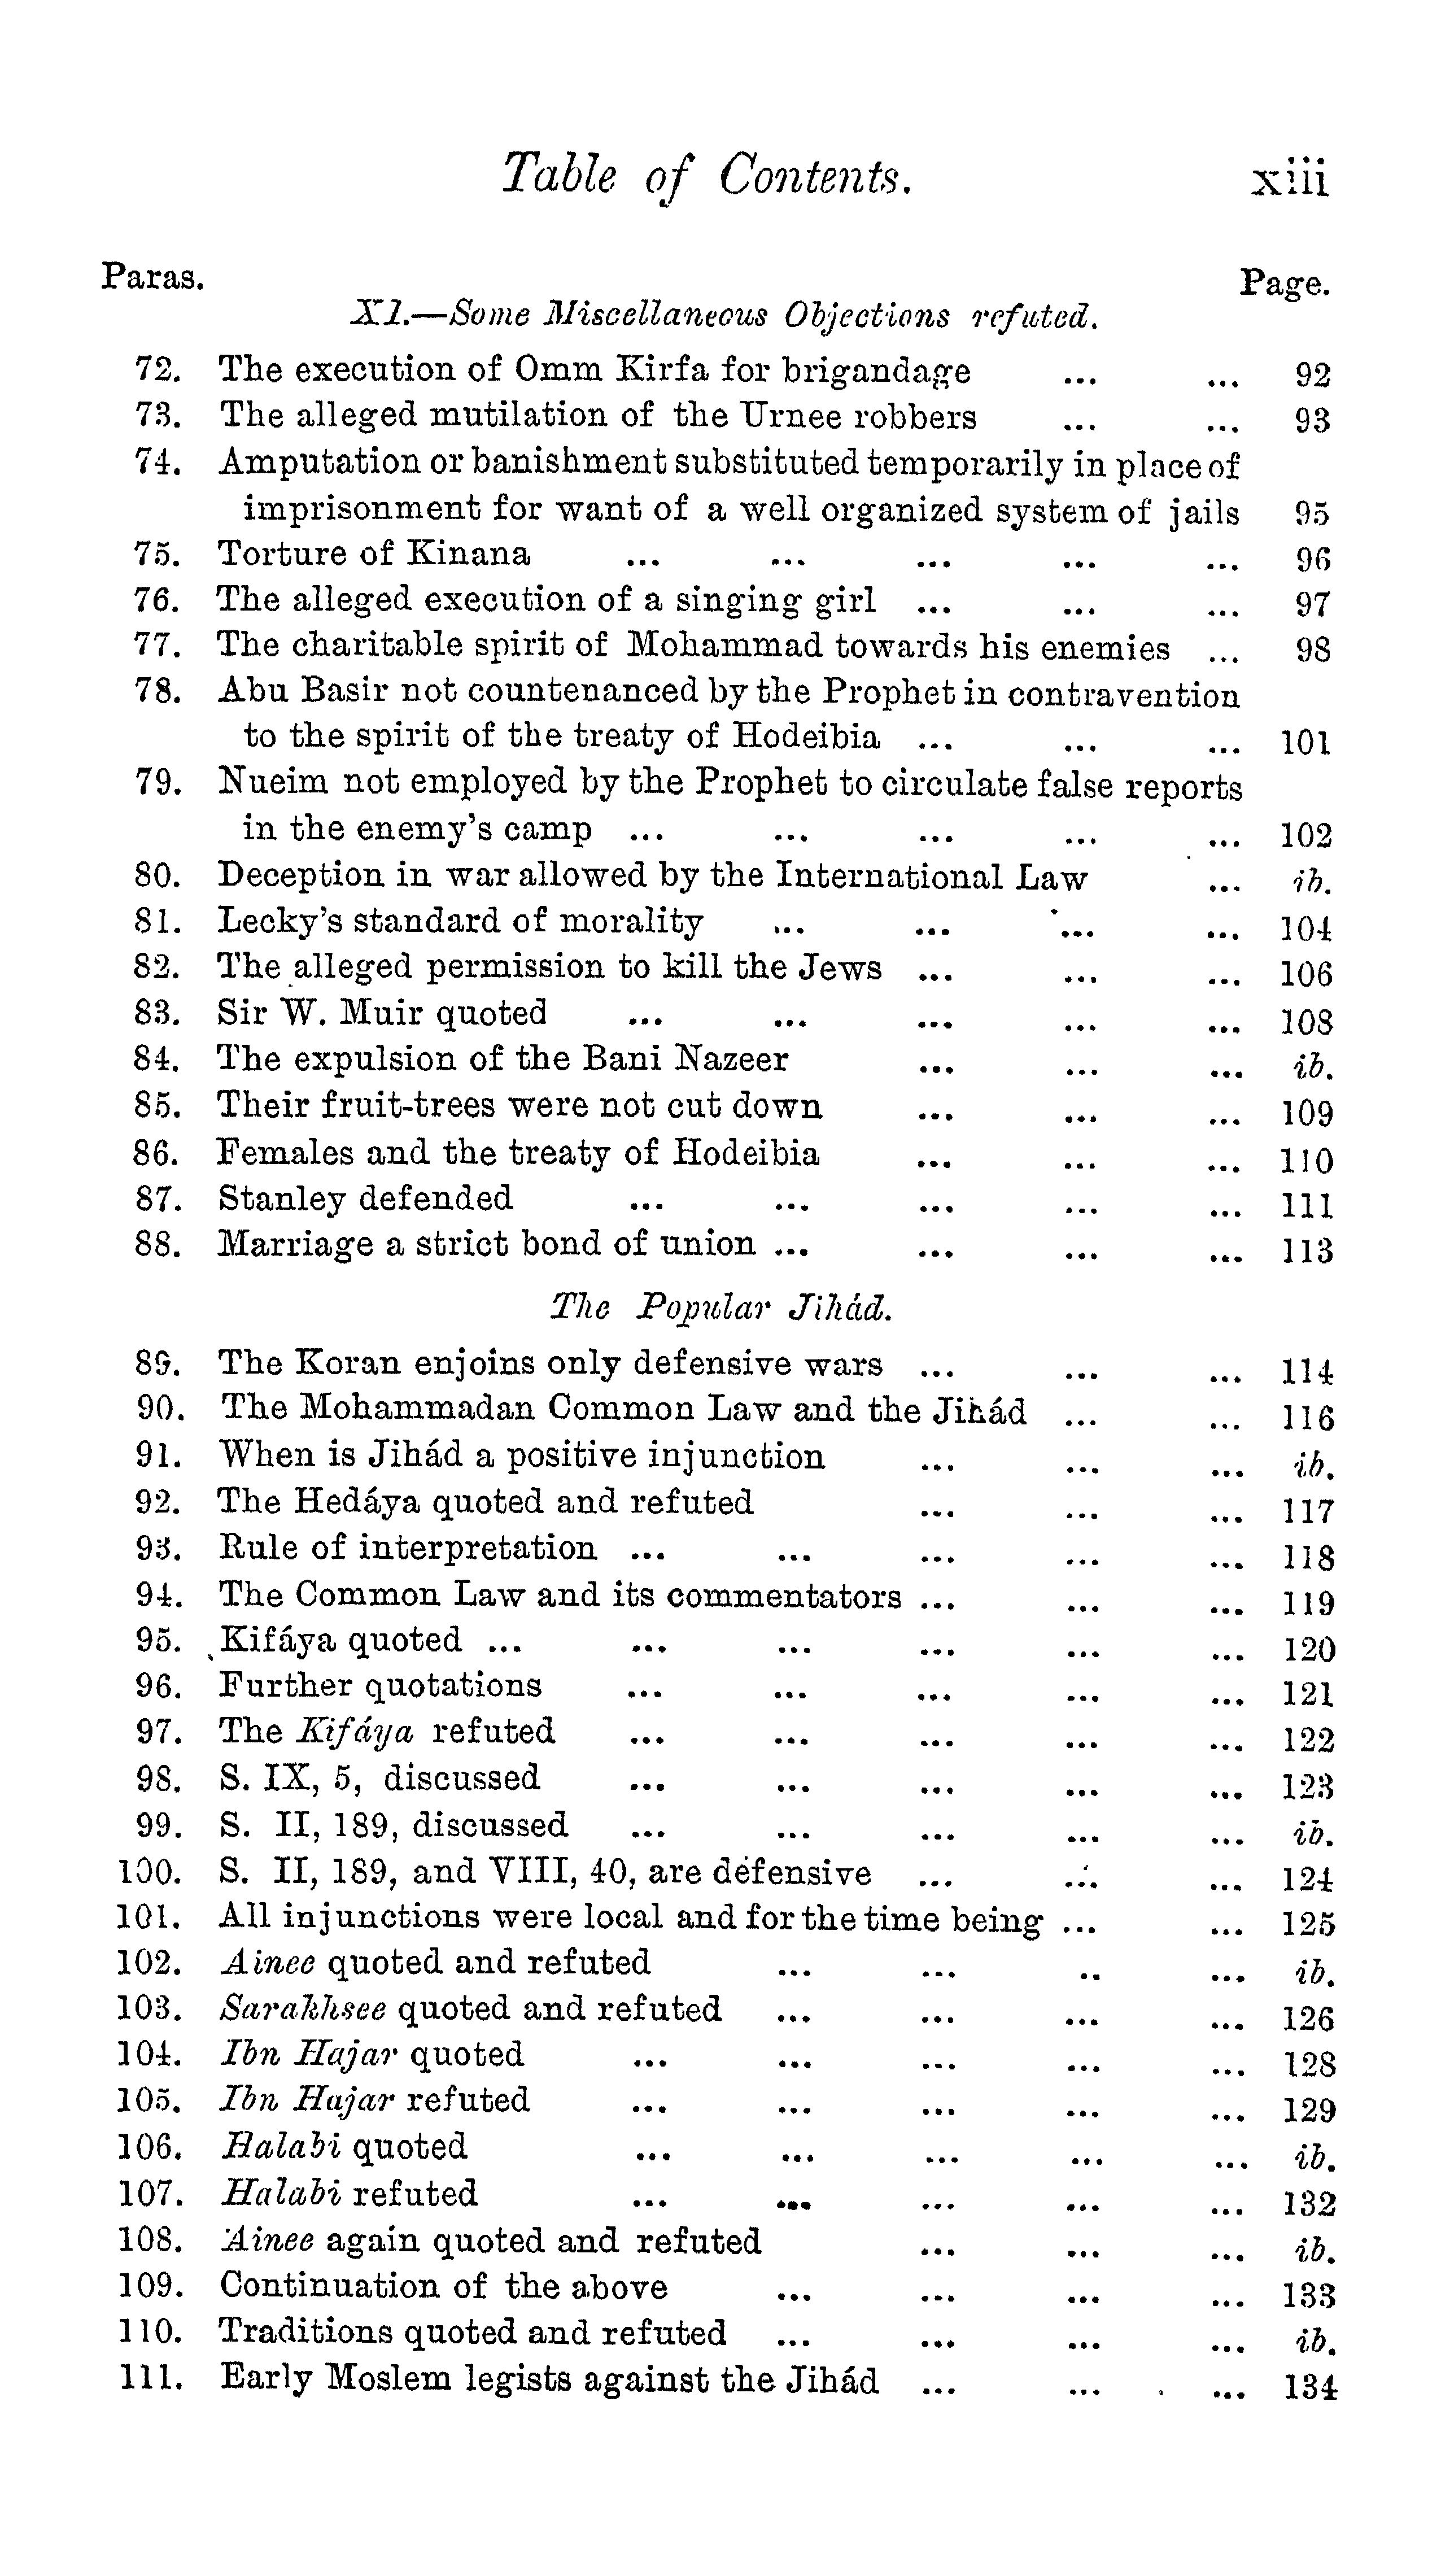 Table of Contents. xiii
Paras. Page.
XI.—Some Miscellaneous Objections refuted.
72. The execution of Omm Kirfa for brigandage ... ... 92
73. The alleged mutilation of the Urnee robbers ... ... 93
74. Amputation or banishment substituted temporarily in place of
imprisonment for want of a well organized system of jails 95
75. Torture of Kinana ... ... ... ... ... 96
76. The alleged execution of a singing girl ... ... ... 97
77. The charitable spirit of Mohammad towards his enemies ... 98
78. Abu Basir not countenanced by the Prophet in contravention
to the spirit of the treaty of Hodeibia ... ... ... 101
79. Nueim not employed by the Prophet to circulate false reports
in the enemy's camp ... ... ... ... ... 102
80. Deception in war allowed by the International Law ... ib.
81. Lecky's standard of morality ... ... ... ... 104
82. The alleged permission to kill the Jews ... ... ... 106
83. Sir W. Muir quoted ... ... ... ... ... 108
84. The expulsion of the Bani Nazeer ... ... ... ib.
85. Their fruit-trees were not cut down ... ... ... 109
86. Females and the treaty of Hodeibia ... ... ... 110
87. Stanley defended ... ... ... ... ... 111
88. Marriage a strict bond of union ... ... ... ... 113
The Popular Jihád.
89. The Koran enjoins only defensive wars ... ... ... 114
90. The Mohammadan Common Law and the Jihád ... ... 116
91. When is Jihád a positive injunction ... ... ... ib.
92. The Hedáya quoted and refuted ... ... ... 117
93. Rule of interpretation ... ... ... ... ... 118
94. The Common Law and its commentators ... ... ... 119
95. Kifáya quoted ... ... ... ... ... ... 120
96. Further quotations ... ... ... ... ... 121
97. The Kifáya refuted ... ... ... ... ... 122
98. S. IX, 5, discussed ... ... ... ... ... 123
99. S. II, 189, discussed ... ... ... ... ... ib.
100. S. II, 189, and VIII, 40, are defensive ... ... ... 124
101. All injunctions were local and for the time being ... ... 125
102. Ainee quoted and refuted ... ... .. ... ib.
103. Sarakhsee quoted and refuted ... ... ... ... 126
104. Ibn Hajar quoted ... ... ... ... ... 128
105. Ibn Hajar refuted ... ... ... ... ... 129
106. Halabi quoted ... ... ... ... ... ib.
107. Halabi refuted ... ... ... ... ... 132
108. Ainee again quoted and refuted ... ... ... ib.
109. Continuation of the above ... ... ... ... 133
110. Traditions quoted and refuted ... ... ... ... ib.
111. Early Moslem legists against the Jihád ... ... ... 134